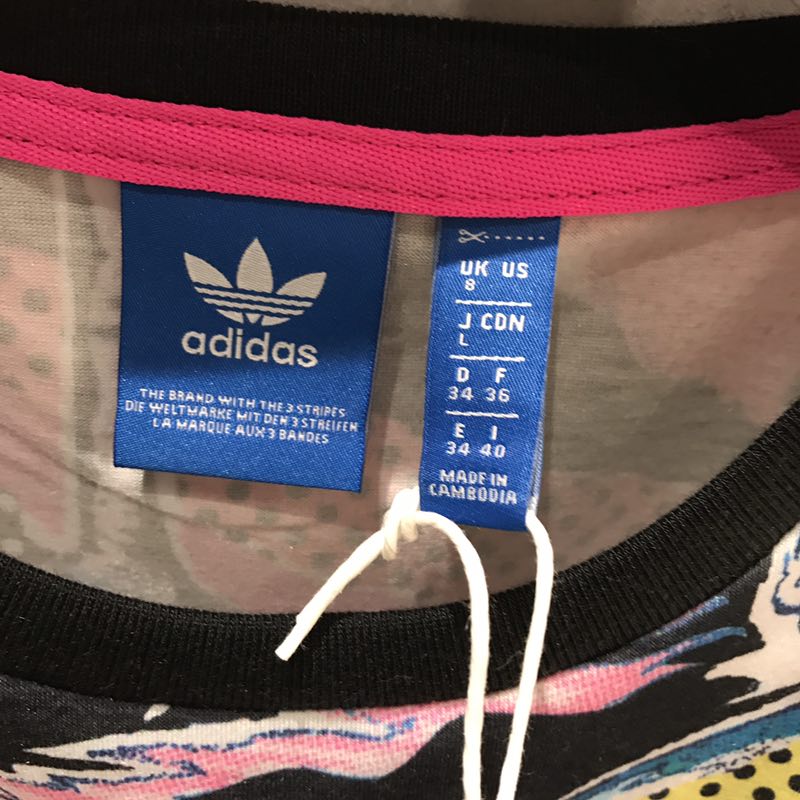 adidas
THE BRAND WITH THE 3 STRIPES
DIE WELTMARKE MIT DEN 3 STREIFEN
LA MARQUE AUX 3 BANDES
UK US
8
J CDN
L
D F
34 36
E I
34 40
MADE IN
CAMBODIA